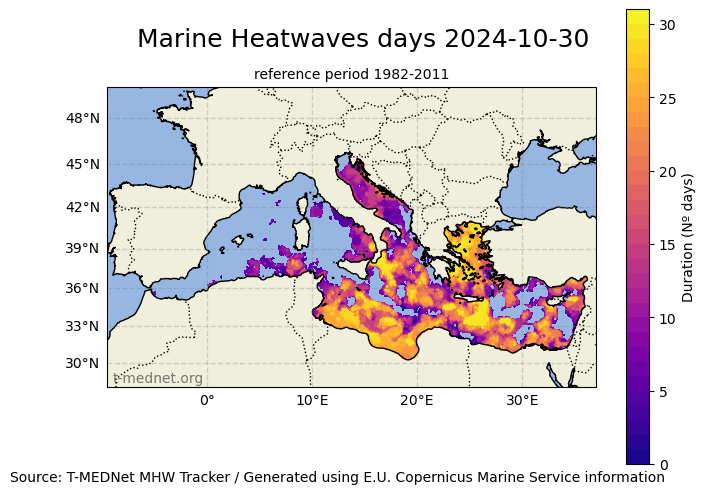 Marine Heatwaves days 2024-10-30
reference period 1982-2011
48°N
45°N
42°N
39°N
36°N
33°N
30°N
0°
10°E
20°E
30°E
t-mednet.org
30
25
20
15
10
5
0
Duration (Nº days)
Source: T-MEDNet MHW Tracker / Generated using E.U. Copernicus Marine Service information